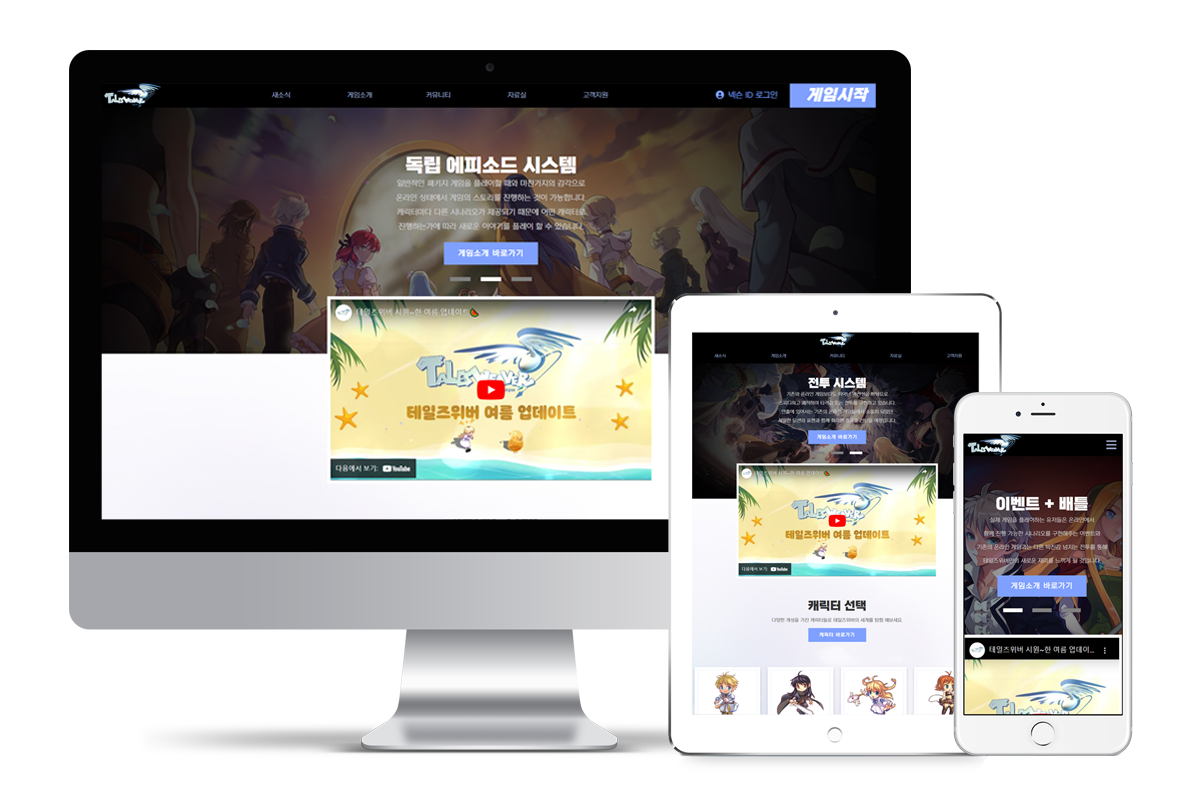 TalesWeaver
새소식
게임소개
커뮤니티
자료실
고객지원
넥슨 ID 로그인
게임시작
독립 에피소드 시스템
일반적인 패키지 게임을 플레이할 때와 마찬가지의 감각으로
온라인 상태에서 게임의 스토리를 진행하는 것이 가능합니다.
캐릭터마다 다른 시나리오가 제공되기 때문에 어떤 캐릭터로
진행하는가에 따라 새로운 이야기를 플레이 할 수 있습니다.
게임소개 바로가기
테일즈위버 시원~한 여름 업데이트
TALESWEAVER
테일즈위버 여름 업데이트
다음에서 보기: YouTube
TalesWeaver
새소식
게임소개
커뮤니티
자료실
고객지원
전투 시스템
게임소개 바로가기
테일즈위버 시원~한 여름 업데이트
TALESWEAVER
테일즈위버 여름 업데이트
다음에서 보기: YouTube
캐릭터 선택
다양한 개성을 가진 캐릭터들로 테일즈위버의 세계를 탐험 해보세요
캐릭터 바로가기
TalesWeaver
이벤트 + 배틀
실제 게임을 플레이하는 유저들은 온라인에서
함께 진행 가능한 시나리오를 구현해주는 이벤트와
기존의 온라인 게임과는 다른 박진감 넘치는 전투를 통해
테일즈위버만의 새로운 재미를 느끼게 될 것입니다.
게임소개 바로가기
테일즈위버 시원~한 여름 업데이...